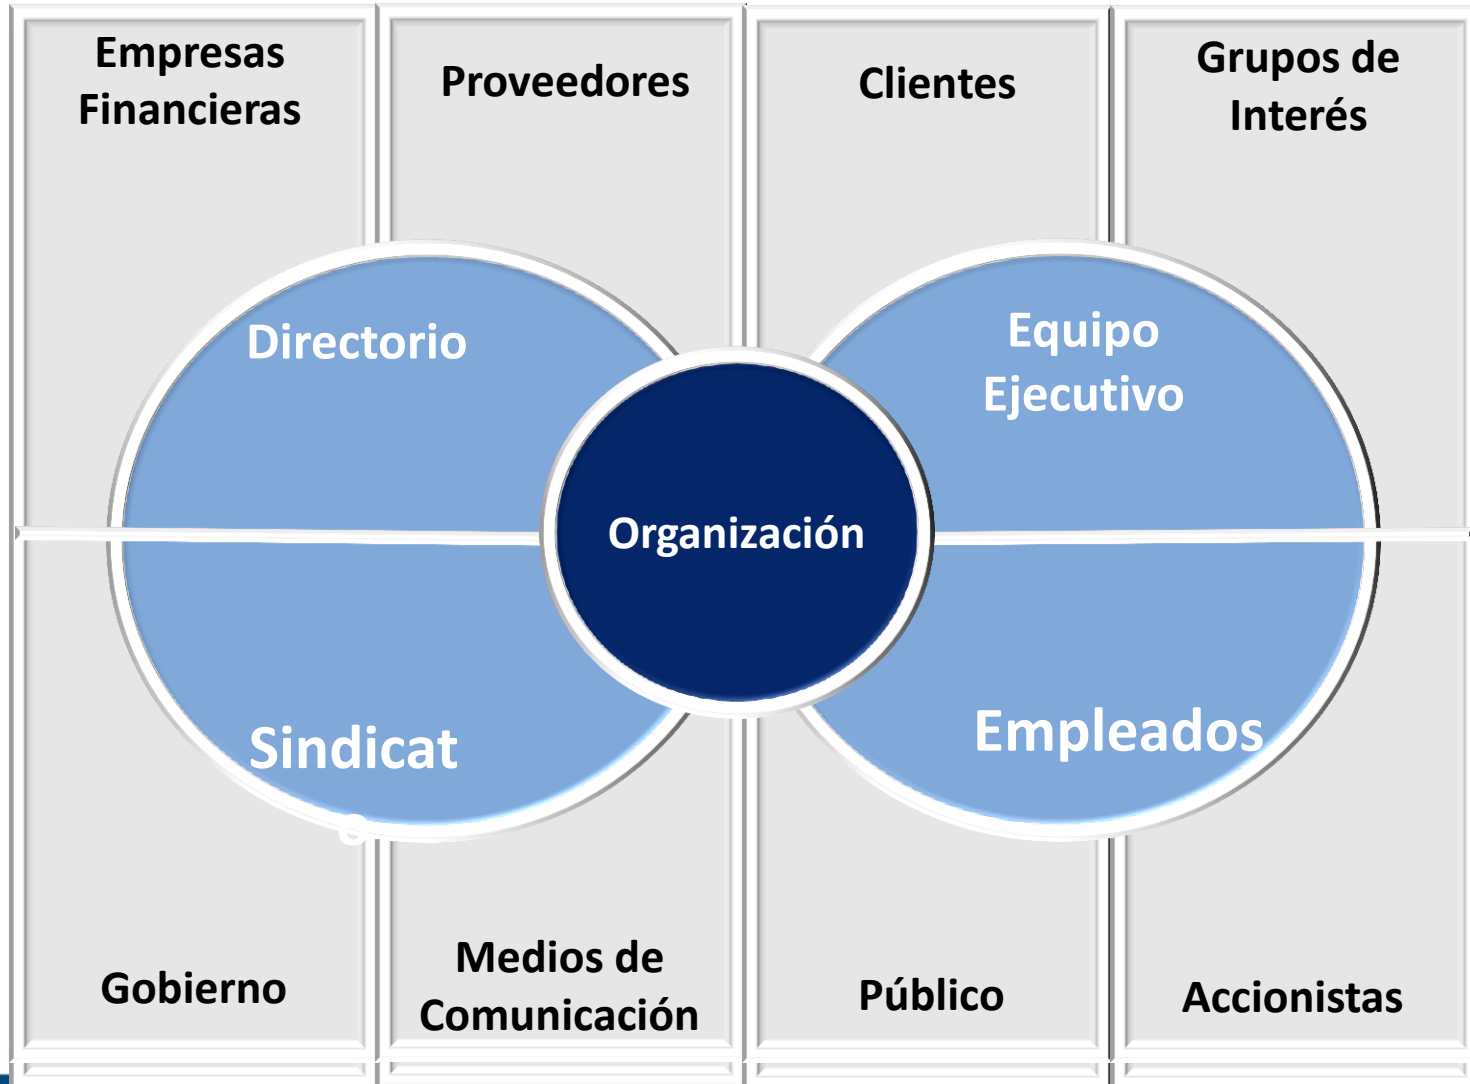 Empresas
Financieras
Proveedores
Clientes
Grupos de
Interés
Directorio
Equipo
Ejecutivo
Organización
Sindicat
o
Empleados
Gobierno
Medios de
Comunicación
Público
Accionistas